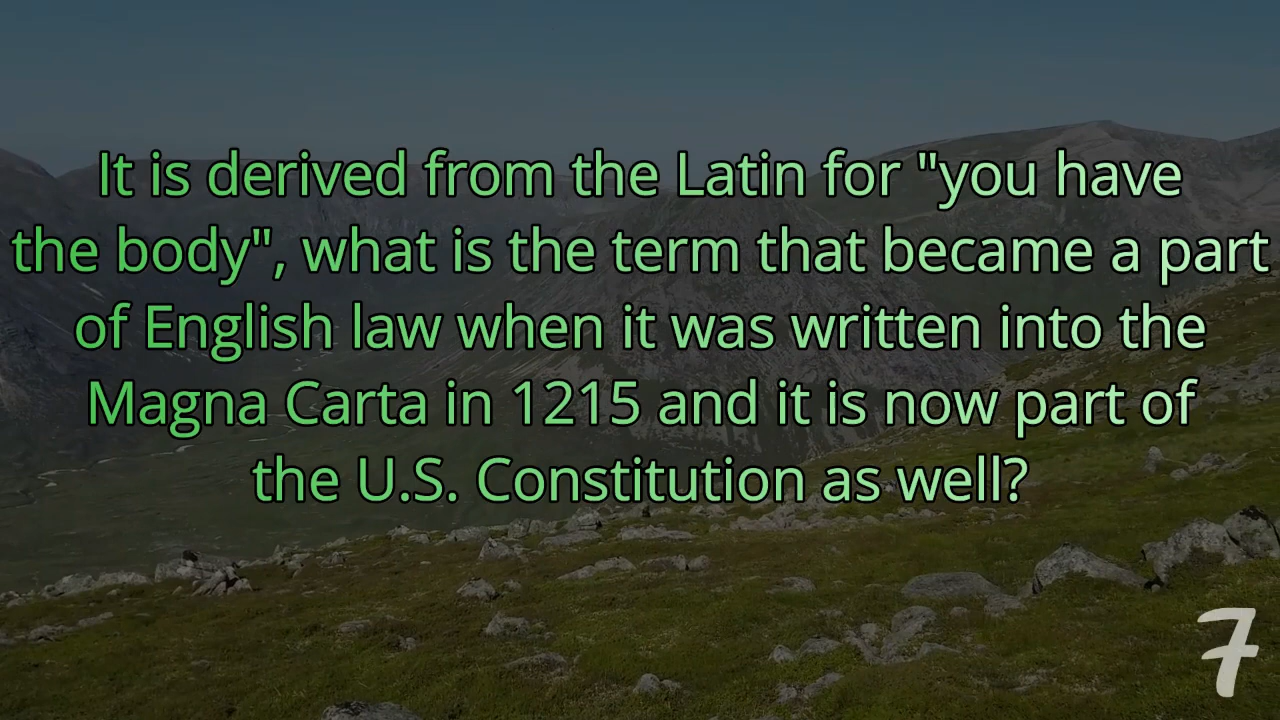 It is derived from the Latin for "you have
the body", what is the term that became a part
of English law when it was written into the
Magna Carta in 1215 and it is now part of
the U.S. Constitution as well?
7